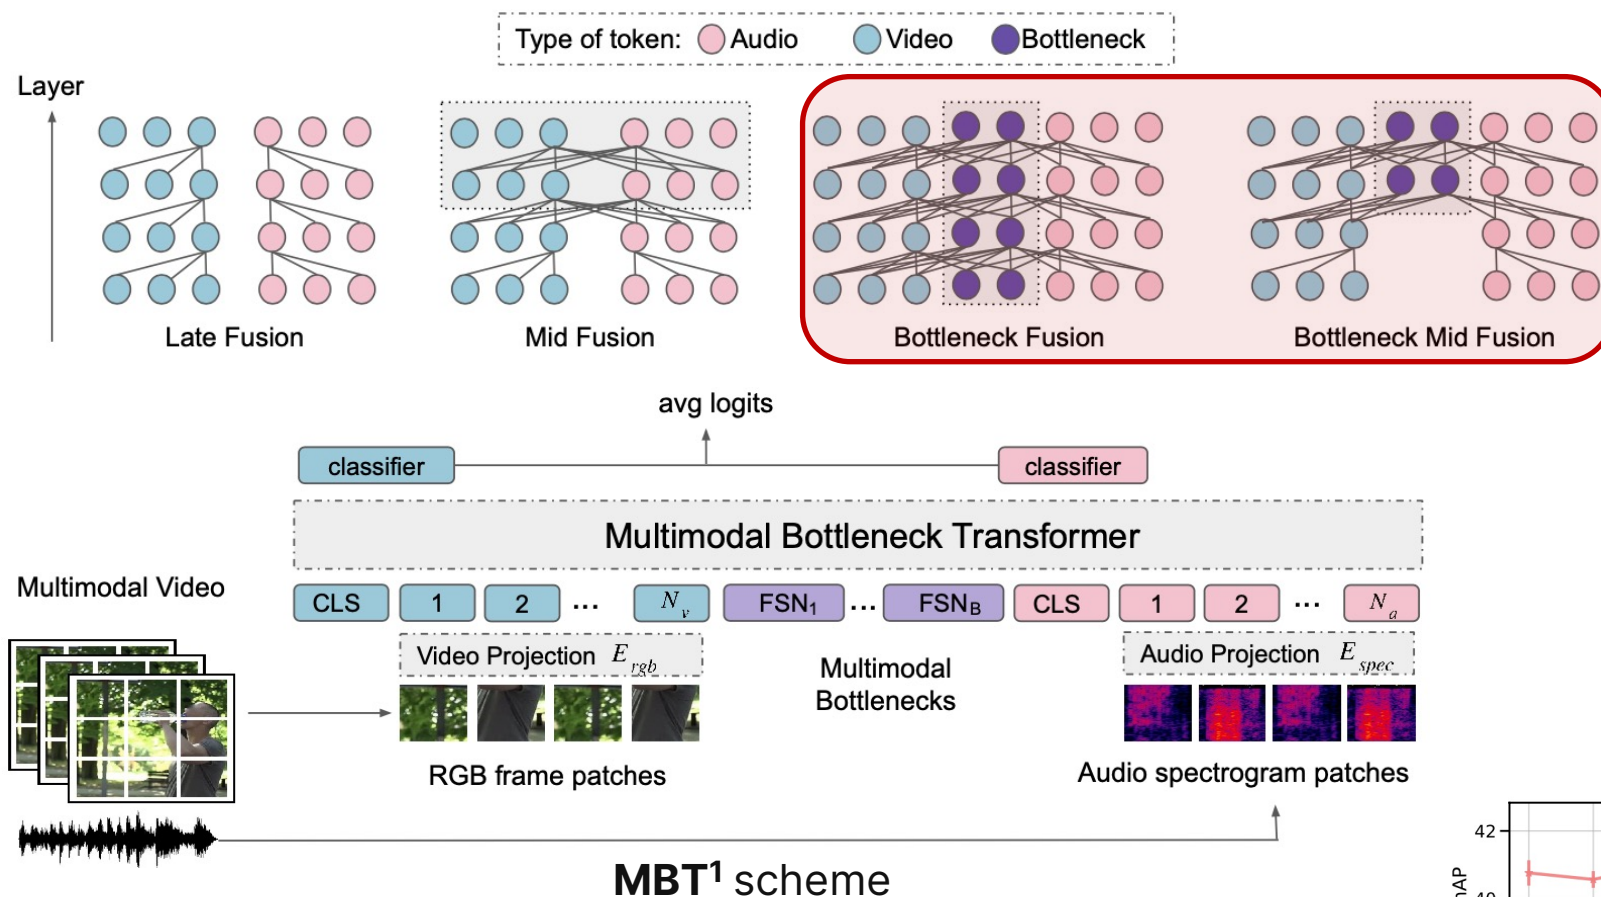 Type of token: Audio Video Bottleneck
Layer
Late Fusion
Mid Fusion
Bottleneck Fusion
Bottleneck Mid Fusion
avg logits
classifier
classifier
Multimodal Bottleneck Transformer
Multimodal Video
CLS 1 2 ... N_v FSN₁ ... FSN_B CLS 1 2 ... N_a
Video Projection E_rgb
Multimodal
Bottlenecks
Audio Projection E_spec
RGB frame patches
Audio spectrogram patches
42
MBT¹ scheme